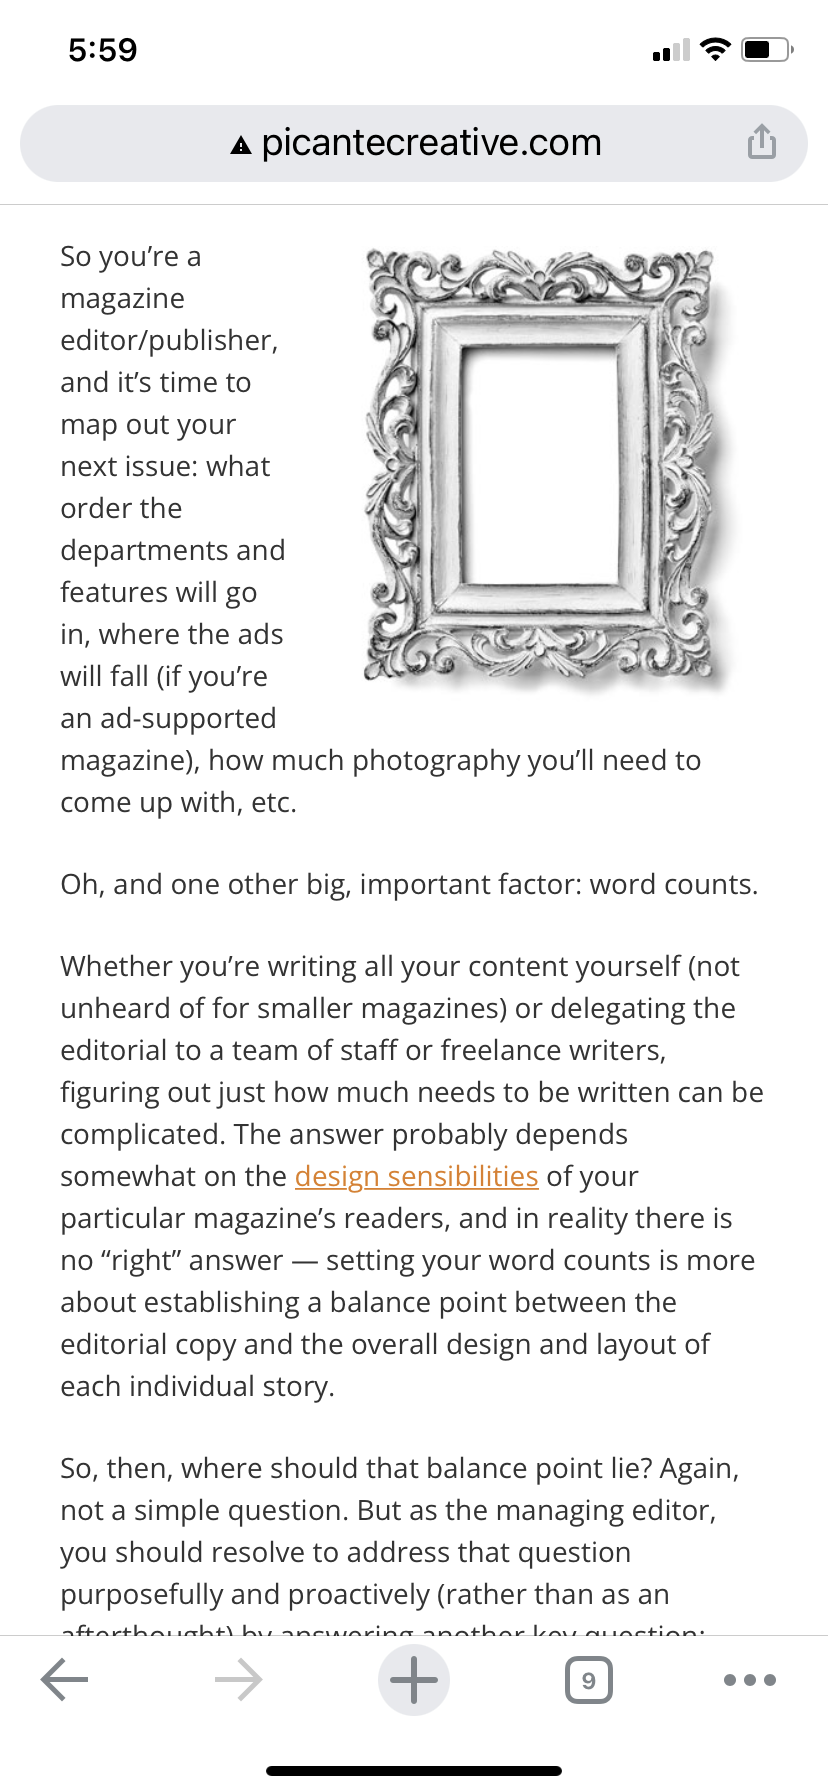 5:59
picantecreative.com
So you’re a
magazine
editor/publisher,
and it’s time to
map out your
next issue: what
order the
departments and
features will go
in, where the ads
will fall (if you’re
an ad-supported
magazine), how much photography you’ll need to
come up with, etc.
Oh, and one other big, important factor: word counts.
Whether you’re writing all your content yourself (not
unheard of for smaller magazines) or delegating the
editorial to a team of staff or freelance writers,
figuring out just how much needs to be written can be
complicated. The answer probably depends
somewhat on the design sensibilities of your
particular magazine’s readers, and in reality there is
no “right” answer — setting your word counts is more
about establishing a balance point between the
editorial copy and the overall design and layout of
each individual story.
So, then, where should that balance point lie? Again,
not a simple question. But as the managing editor,
you should resolve to address that question
purposefully and proactively (rather than as an
afterthought) by answering another key question:
9